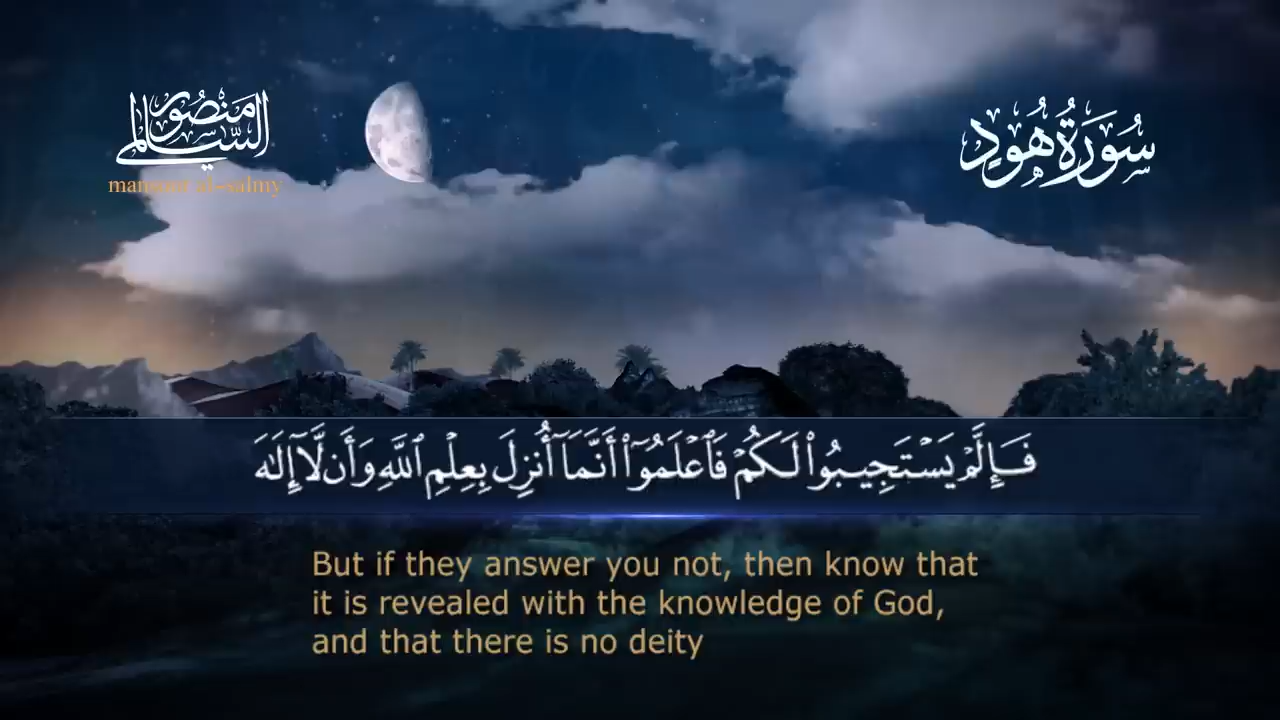 منصور السالمي
mansour al-salmy
سُورَةُ هُودٍ
فَإِلَّمْ يَسْتَجِيبُوا۟ لَكُمْ فَٱعْلَمُوٓا۟ أَنَّمَآ أُنزِلَ بِعِلْمِ ٱللَّهِ وَأَن لَّآ إِلَٰهَ
But if they answer you not, then know that
it is revealed with the knowledge of God,
and that there is no deity